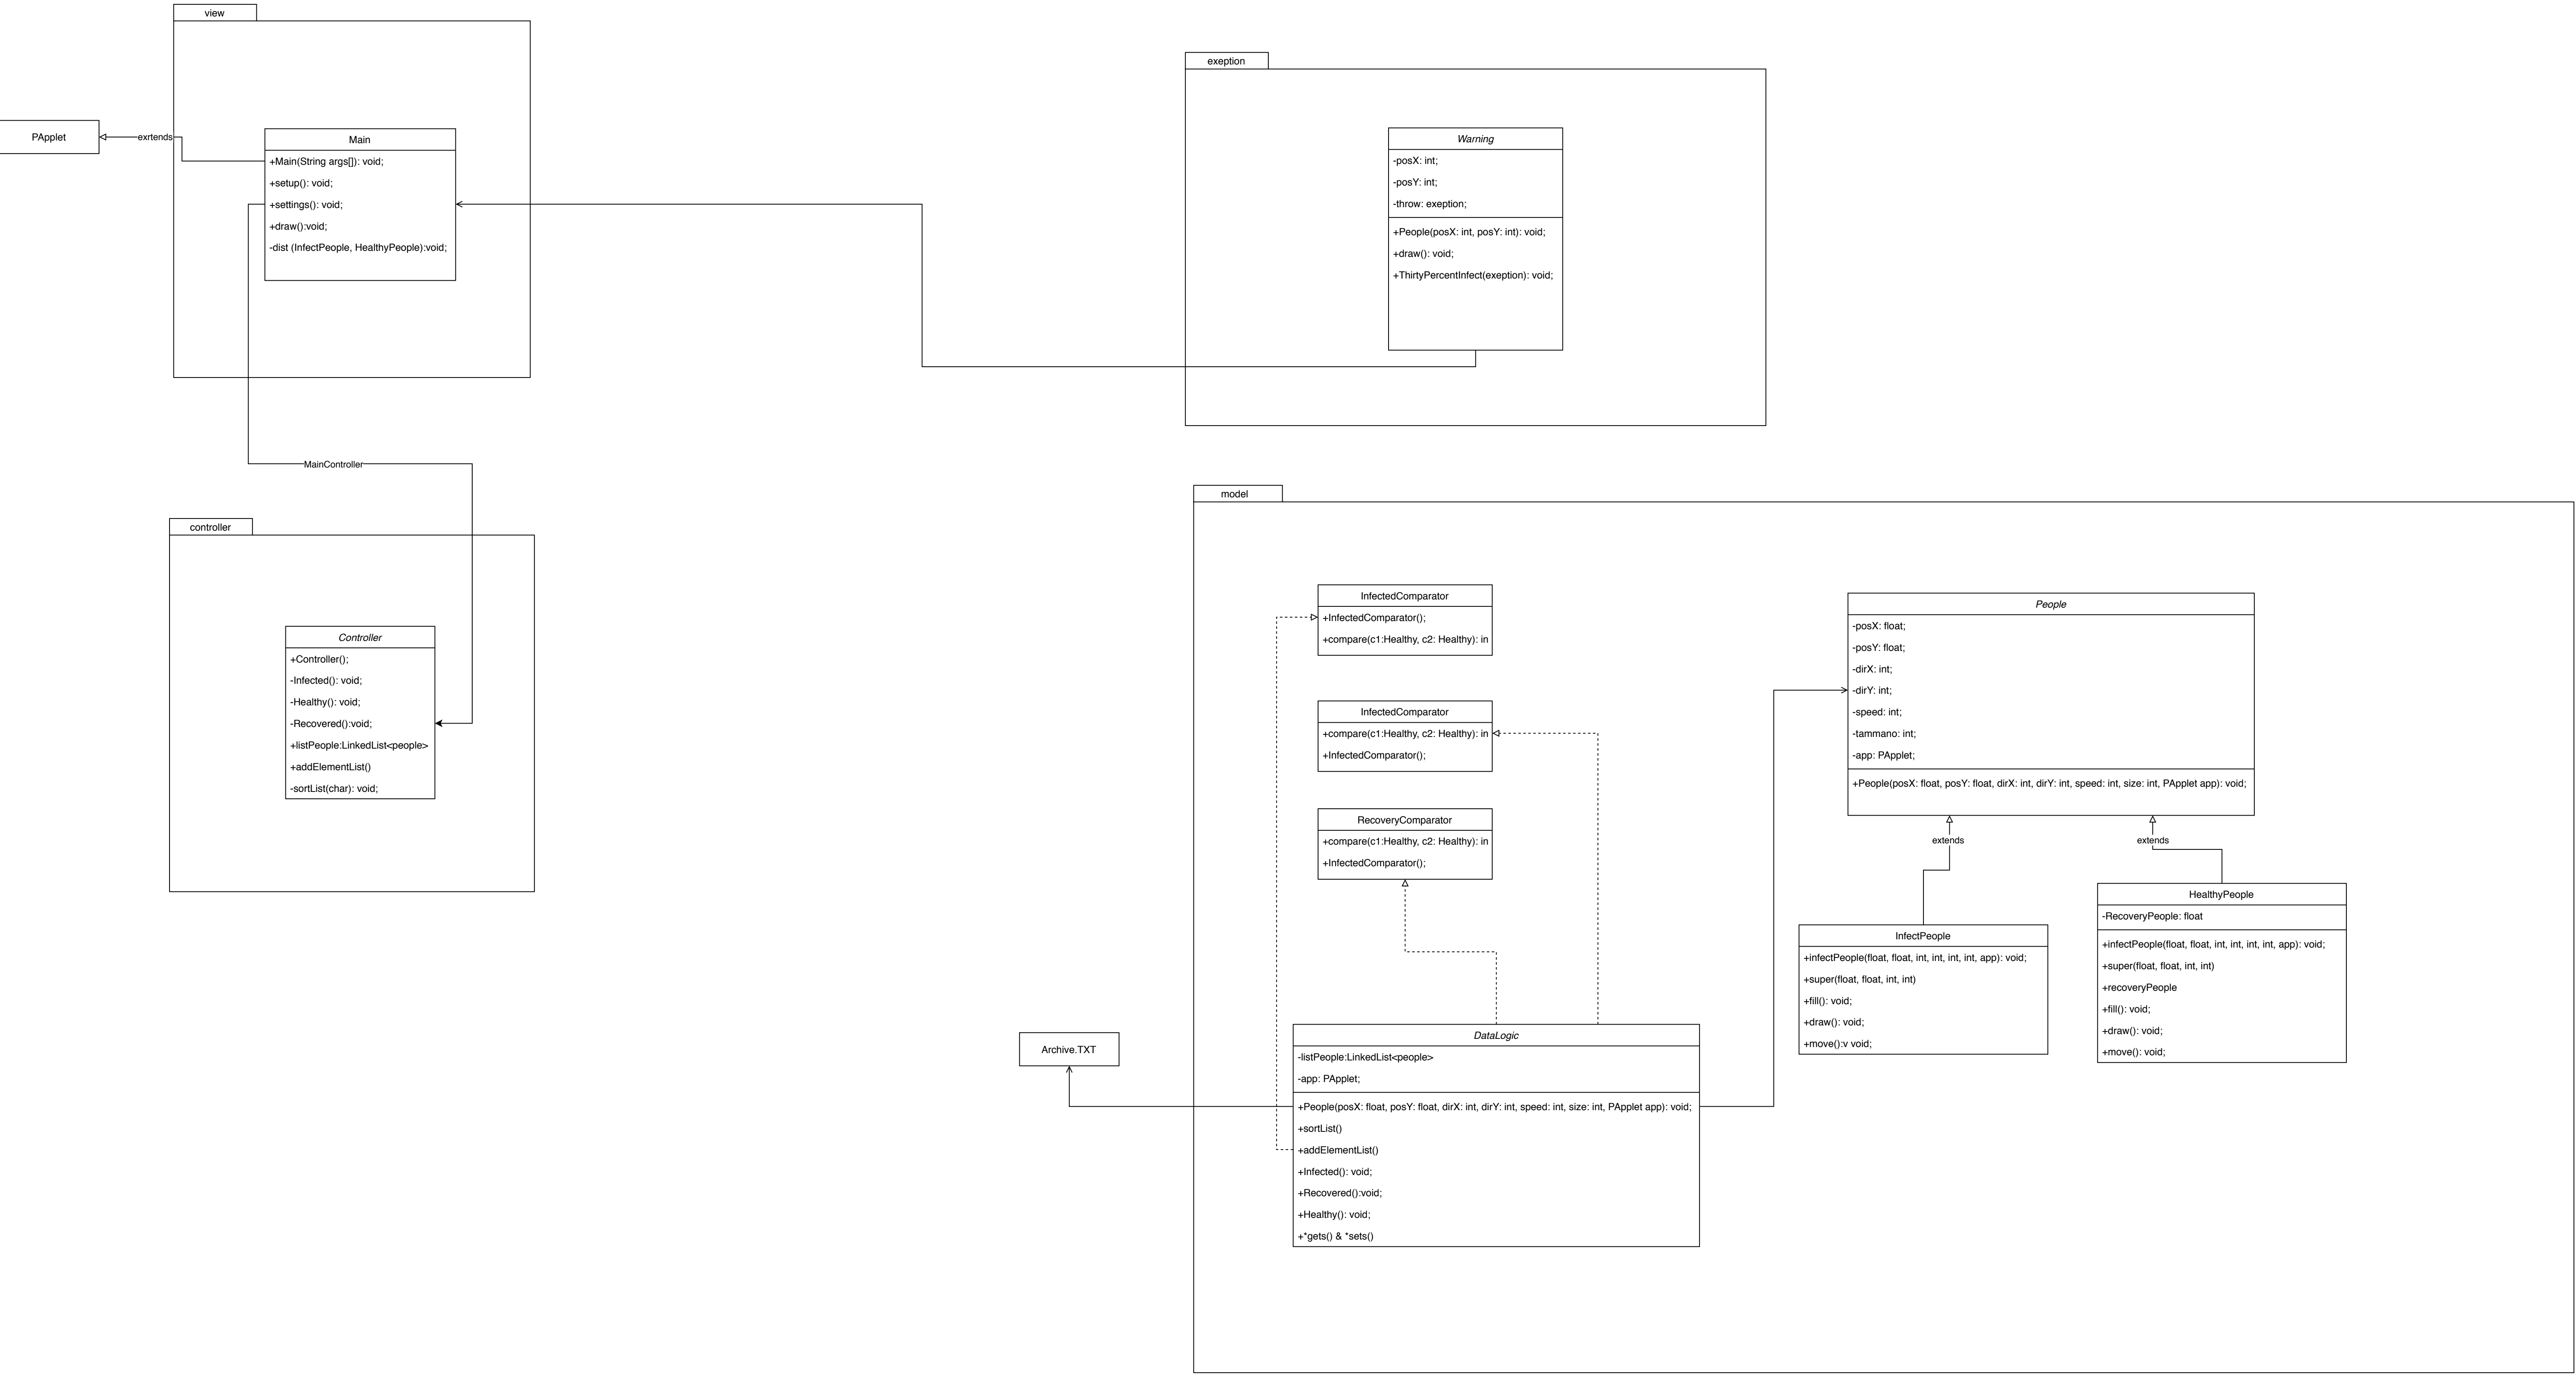 view
PApplet
exrtends
Main
+Main(String args[]): void;
+setup(): void;
+settings(): void;
+draw():void;
-dist (InfectPeople, HealthyPeople):void;
exeption
Warning
-posX: int;
-posY: int;
-throw: exeption;
+People(posX: int, posY: int): void;
+draw(): void;
+ThirtyPercentInfect(exeption): void;
MainController
controller
Controller
+Controller();
-Infected(): void;
-Healthy(): void;
-Recovered():void;
+listPeople:LinkedList<people>
+addElementList()
-sortList(char): void;
model
InfectedComparator
+InfectedComparator();
+compare(c1:Healthy, c2: Healthy): in
InfectedComparator
+compare(c1:Healthy, c2: Healthy): in
+InfectedComparator();
RecoveryComparator
+compare(c1:Healthy, c2: Healthy): in
+InfectedComparator();
People
-posX: float;
-posY: float;
-dirX: int;
-dirY: int;
-speed: int;
-tammano: int;
-app: PApplet;
+People(posX: float, posY: float, dirX: int, dirY: int, speed: int, size: int, PApplet app): void;
extends
extends
InfectPeople
+infectPeople(float, float, int, int, int, int, app): void;
+super(float, float, int, int)
+fill(): void;
+draw(): void;
+move():v void;
HealthyPeople
-RecoveryPeople: float
+infectPeople(float, float, int, int, int, int, app): void;
+super(float, float, int, int)
+recoveryPeople
+fill(): void;
+draw(): void;
+move(): void;
Archive.TXT
DataLogic
-listPeople:LinkedList<people>
-app: PApplet;
+People(posX: float, posY: float, dirX: int, dirY: int, speed: int, size: int, PApplet app): void;
+sortList()
+addElementList()
+Infected(): void;
+Recovered():void;
+Healthy(): void;
+*gets() & *sets()